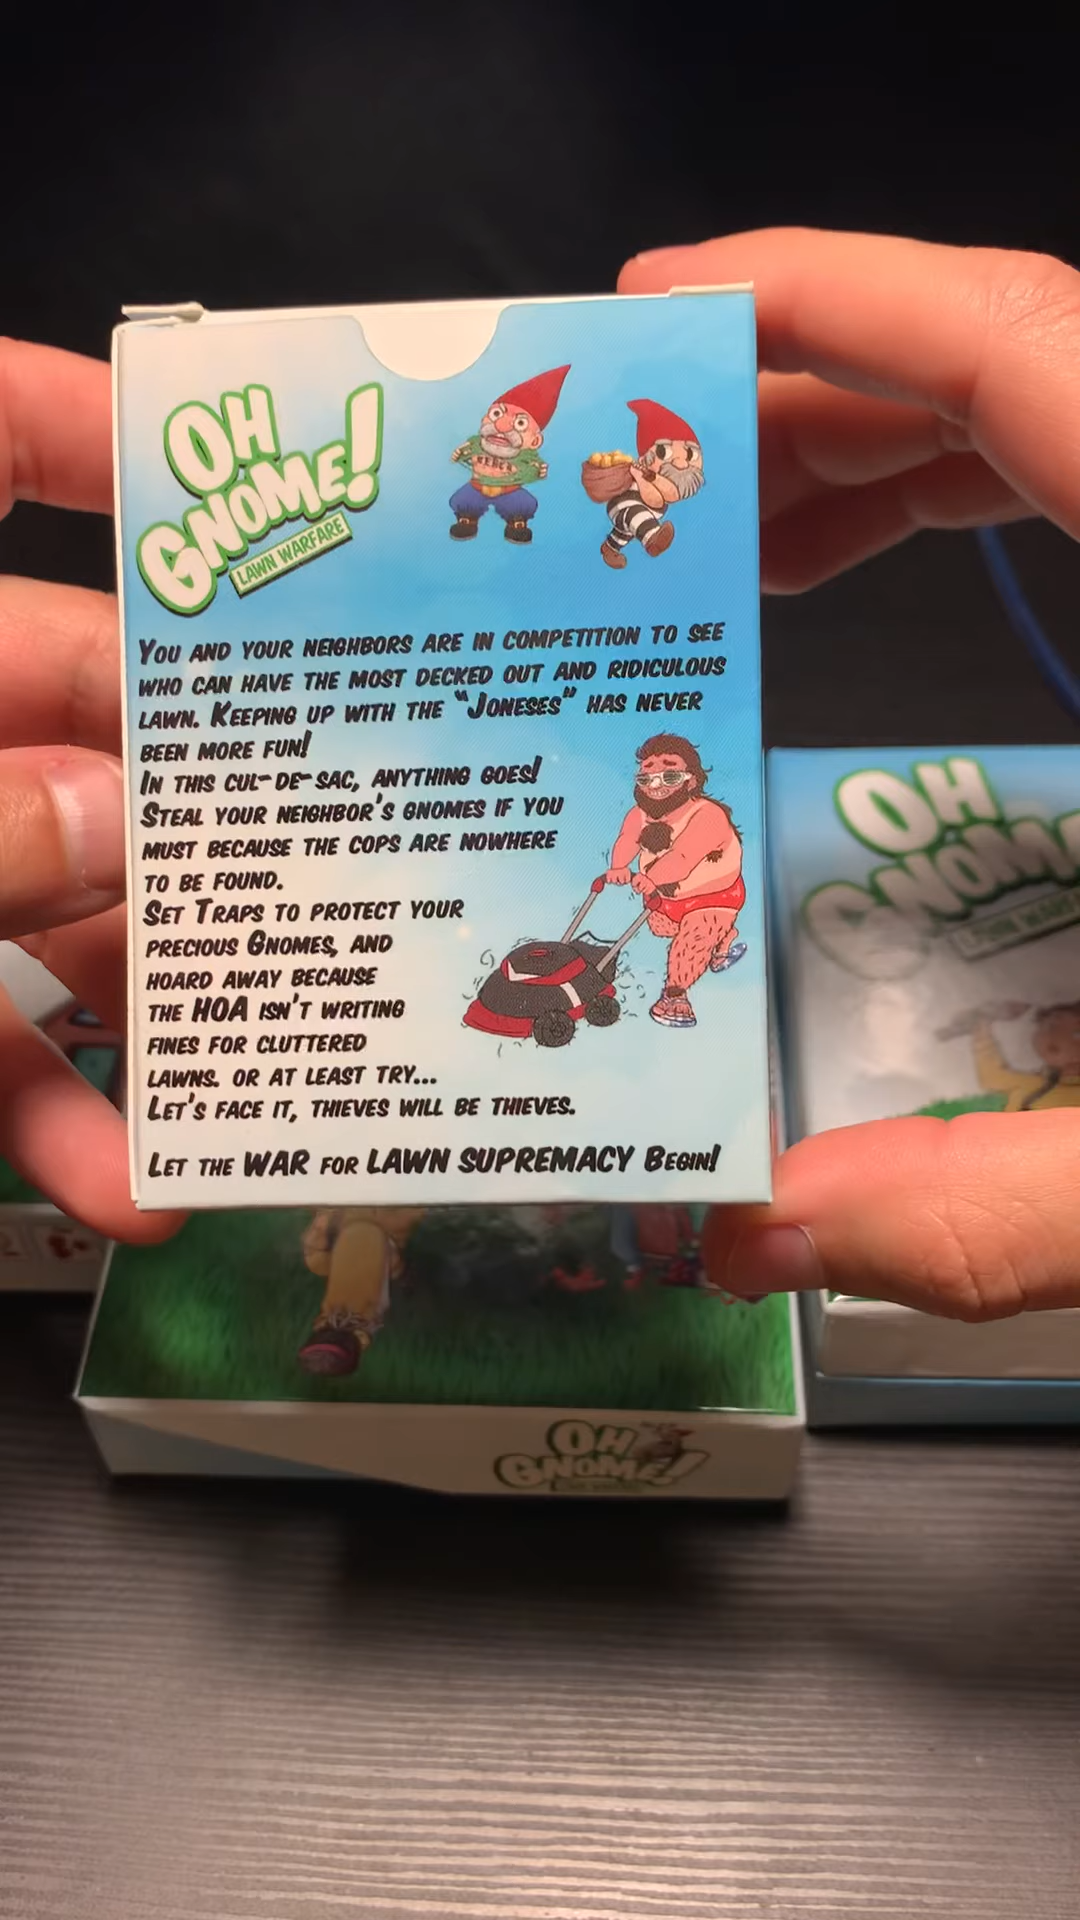 OH
GNOME!
LAWN WARFARE
YOU AND YOUR NEIGHBORS ARE IN COMPETITION TO SEE
WHO CAN HAVE THE MOST DECKED OUT AND RIDICULOUS
LAWN. KEEPING UP WITH THE "JONESES" HAS NEVER
BEEN MORE FUN!
IN THIS CUL-DE-SAC, ANYTHING GOES!
STEAL YOUR NEIGHBOR'S GNOMES IF YOU
MUST BECAUSE THE COPS ARE NOWHERE
TO BE FOUND.
SET TRAPS TO PROTECT YOUR
PRECIOUS GNOMES, AND
HOARD AWAY BECAUSE
THE HOA ISN'T WRITING
FINES FOR CLUTTERED
LAWNS. OR AT LEAST TRY...
LET'S FACE IT, THIEVES WILL BE THIEVES.
LET THE WAR FOR LAWN SUPREMACY BEGIN!
OH
OH
GNOME!